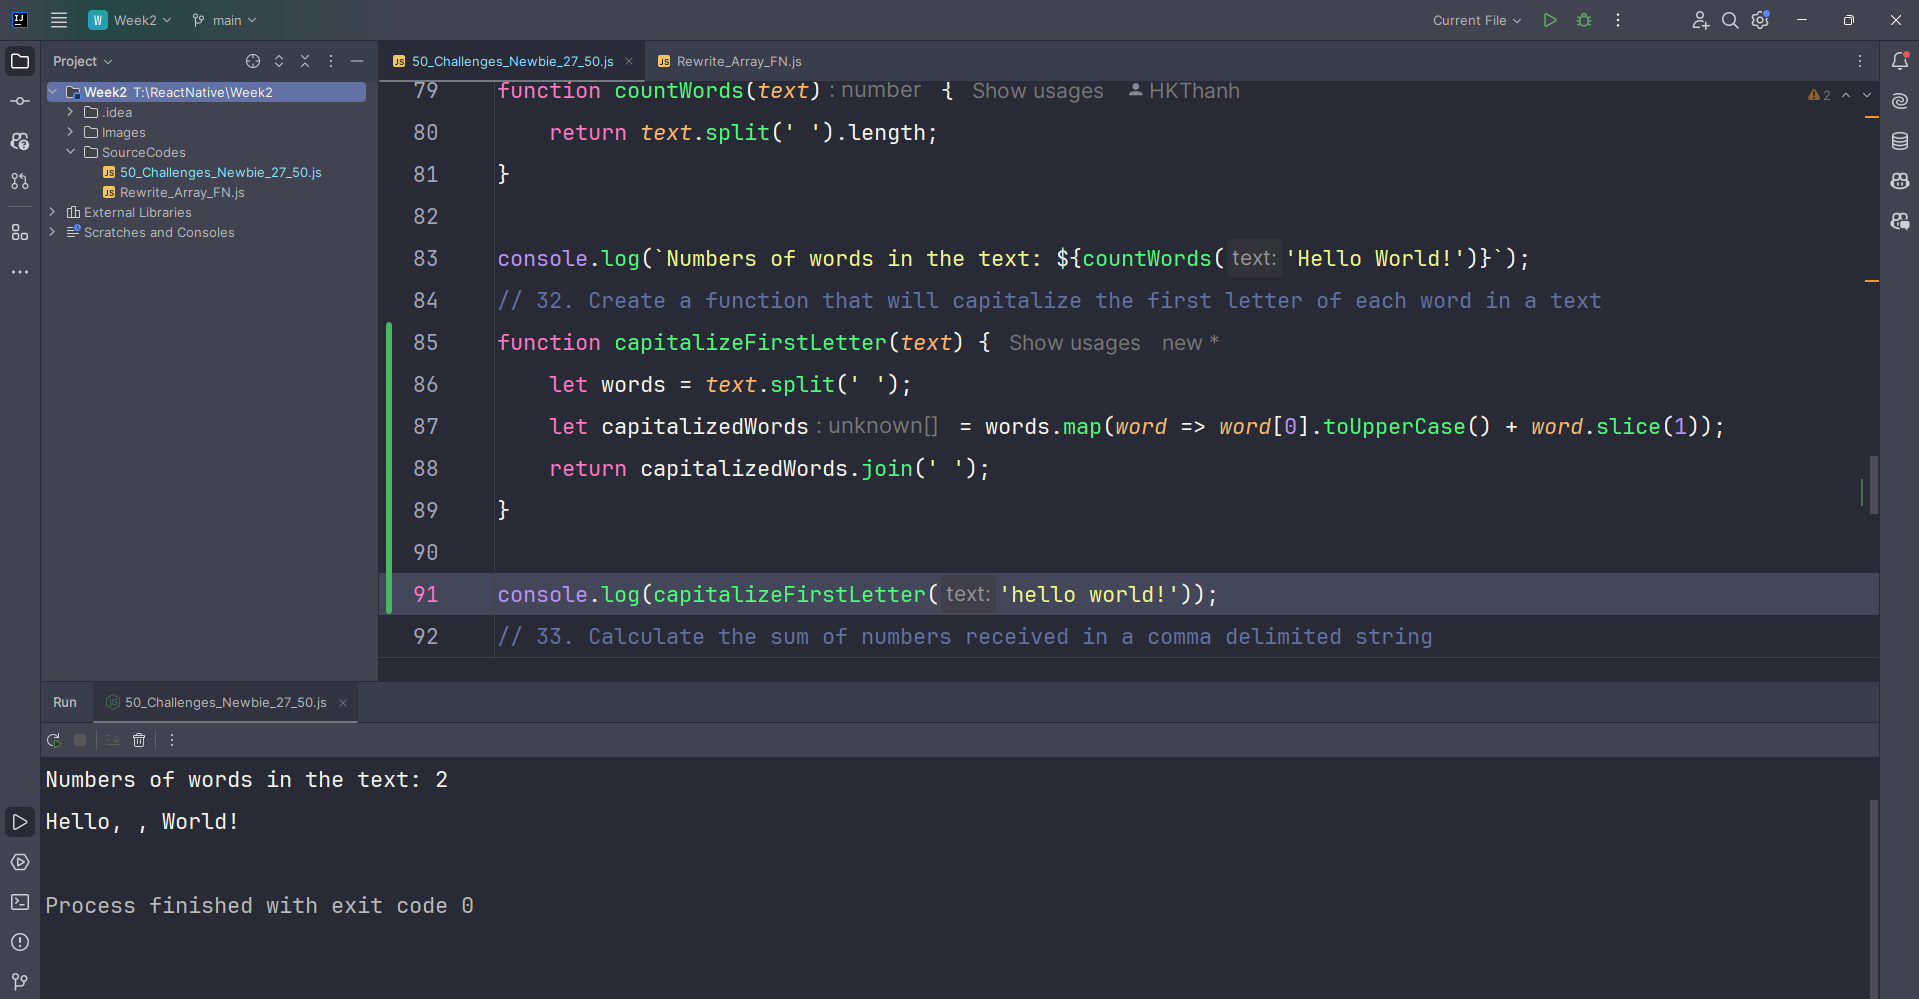 IJ
W Week2
main
Current File
Project
Week2 T:\ReactNative\Week2
.idea
Images
SourceCodes
JS 50_Challenges_Newbie_27_50.js
JS Rewrite_Array_FN.js
External Libraries
Scratches and Consoles
JS 50_Challenges_Newbie_27_50.js
JS Rewrite_Array_FN.js
2
79 function countWords(text) : number { Show usages HKThanh
80 return text.split(' ').length;
81 }
82
83 console.log(`Numbers of words in the text: ${countWords( text: 'Hello World!')}`);
84 // 32. Create a function that will capitalize the first letter of each word in a text
85 function capitalizeFirstLetter(text) { Show usages new *
86 let words = text.split(' ');
87 let capitalizedWords : unknown[] = words.map(word => word[0].toUpperCase() + word.slice(1));
88 return capitalizedWords.join(' ');
89 }
90
91 console.log(capitalizeFirstLetter( text: 'hello world!'));
92 // 33. Calculate the sum of numbers received in a comma delimited string
Run
50_Challenges_Newbie_27_50.js
Numbers of words in the text: 2
Hello, , World!
Process finished with exit code 0